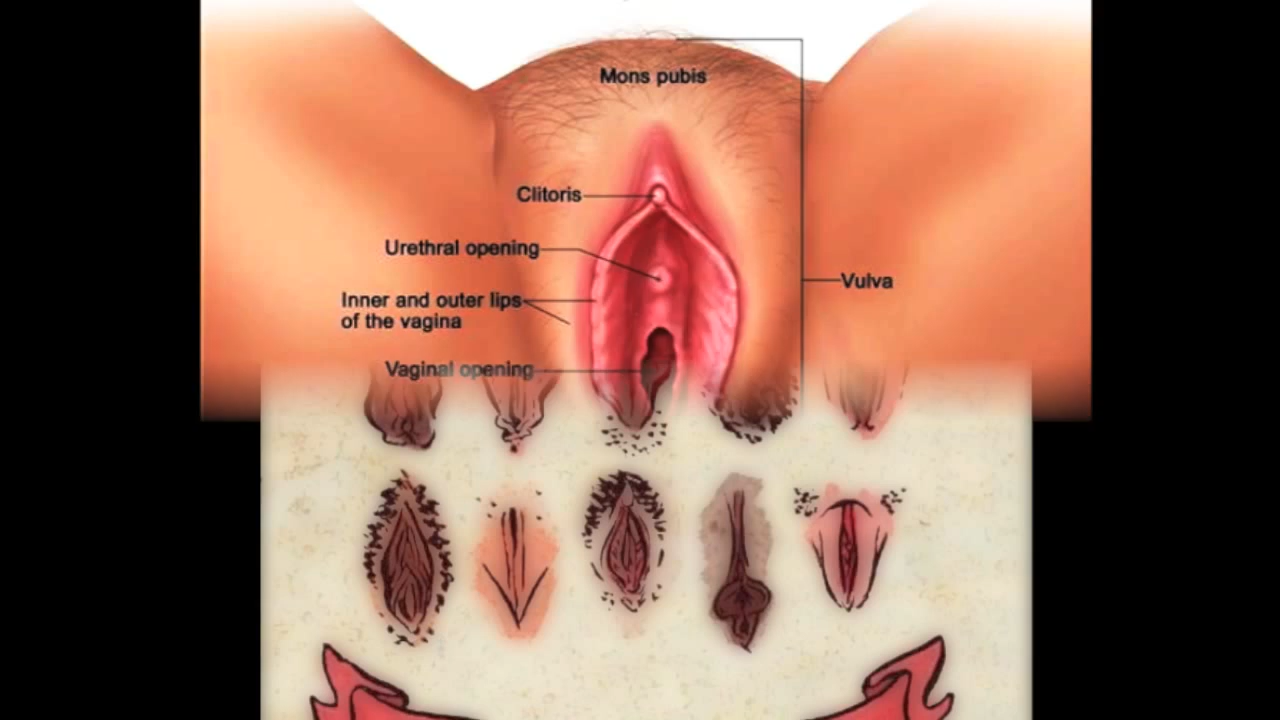 Mons pubis
Clitoris
Urethral opening
Inner and outer lips
of the vagina
Vulva
Vaginal opening